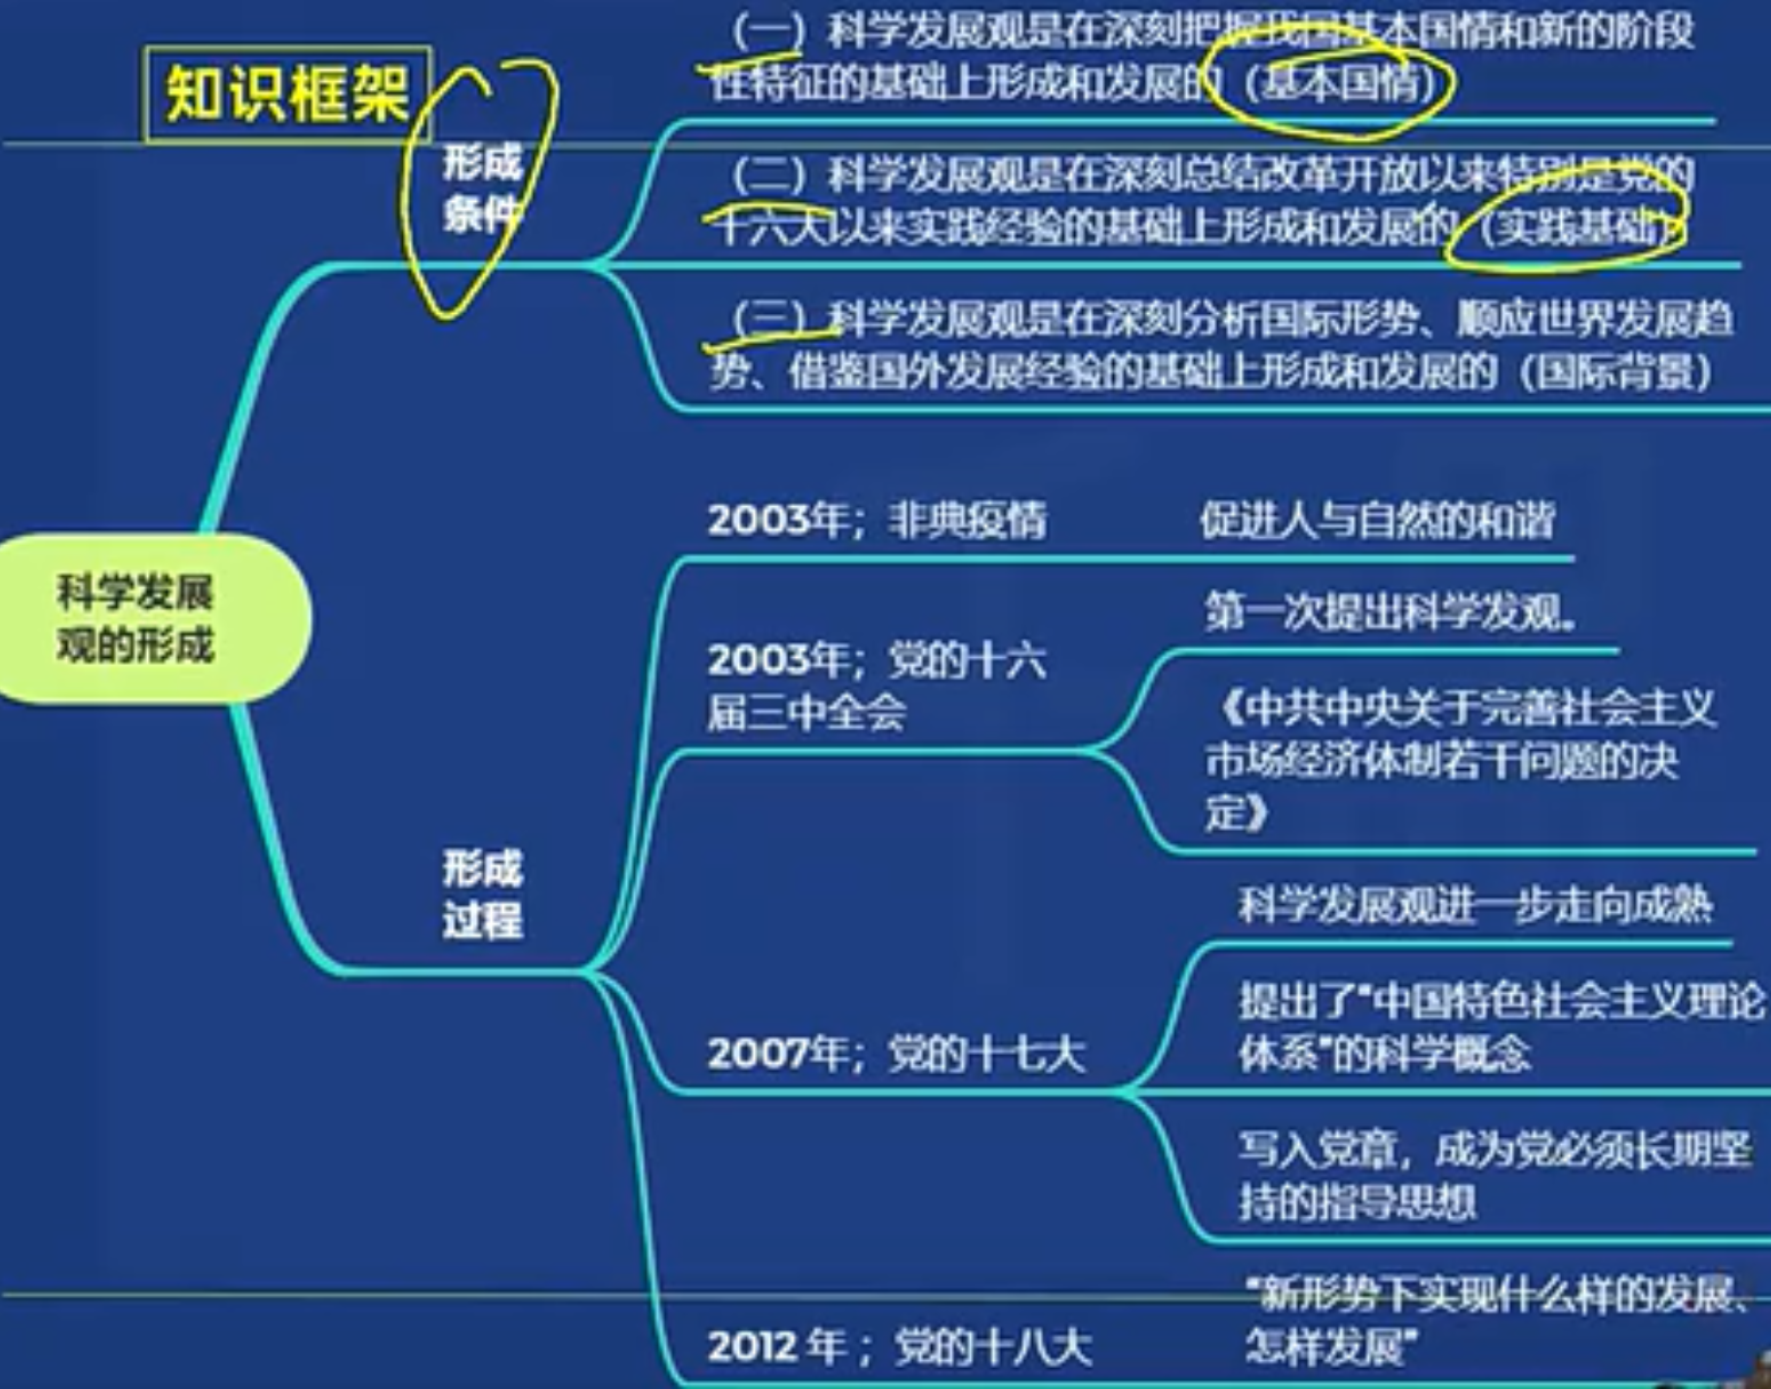 知识框架
科学发展
观的形成
形成
条件
（一）科学发展观是在深刻把握我国基本国情和新的阶段
性特征的基础上形成和发展的（基本国情）
（二）科学发展观是在深刻总结改革开放以来特别是党的
十六大以来实践经验的基础上形成和发展的（实践基础）
（三）科学发展观是在深刻分析国际形势、顺应世界发展趋
势、借鉴国外发展经验的基础上形成和发展的（国际背景）
形成
过程
2003年；非典疫情
促进人与自然的和谐
2003年；党的十六
届三中全会
第一次提出科学发观。
《中共中央关于完善社会主义
市场经济体制若干问题的决
定》
2007年；党的十七大
科学发展观进一步走向成熟
提出了"中国特色社会主义理论
体系"的科学概念
写入党章，成为党必须长期坚
持的指导思想
2012 年 ；党的十八大
"新形势下实现什么样的发展、
怎样发展"